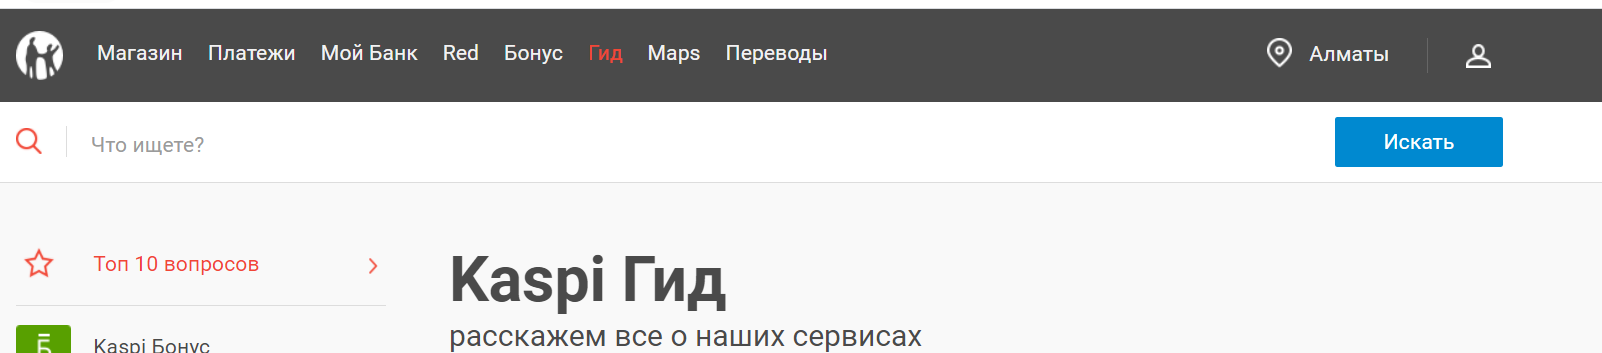 Магазин Платежи Мой Банк Red Бонус Гид Maps Переводы Алматы
Что ищете? Искать
Топ 10 вопросов
Kaspi Гид
расскажем все о наших сервисах
Б Kaspi Бонус